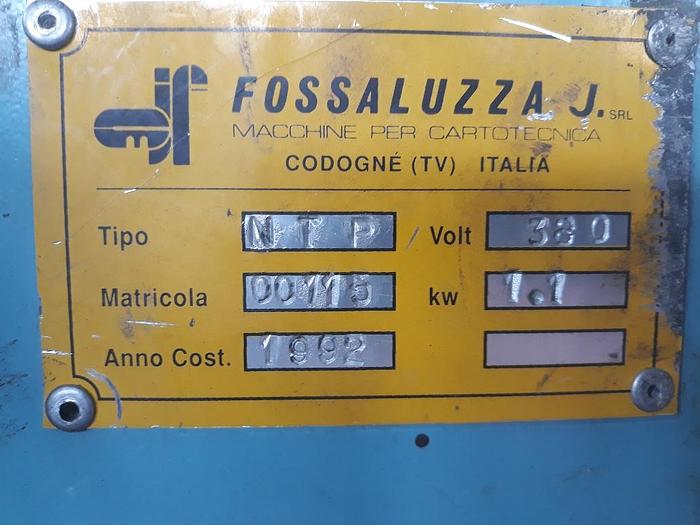 FOSSALUZZA J. SRL
MACCHINE PER CARTOTECNICA
CODOGNÉ (TV) ITALIA
Tipo NTP Volt 380
Matricola 00115 kw 1.1
Anno Cost. 1992